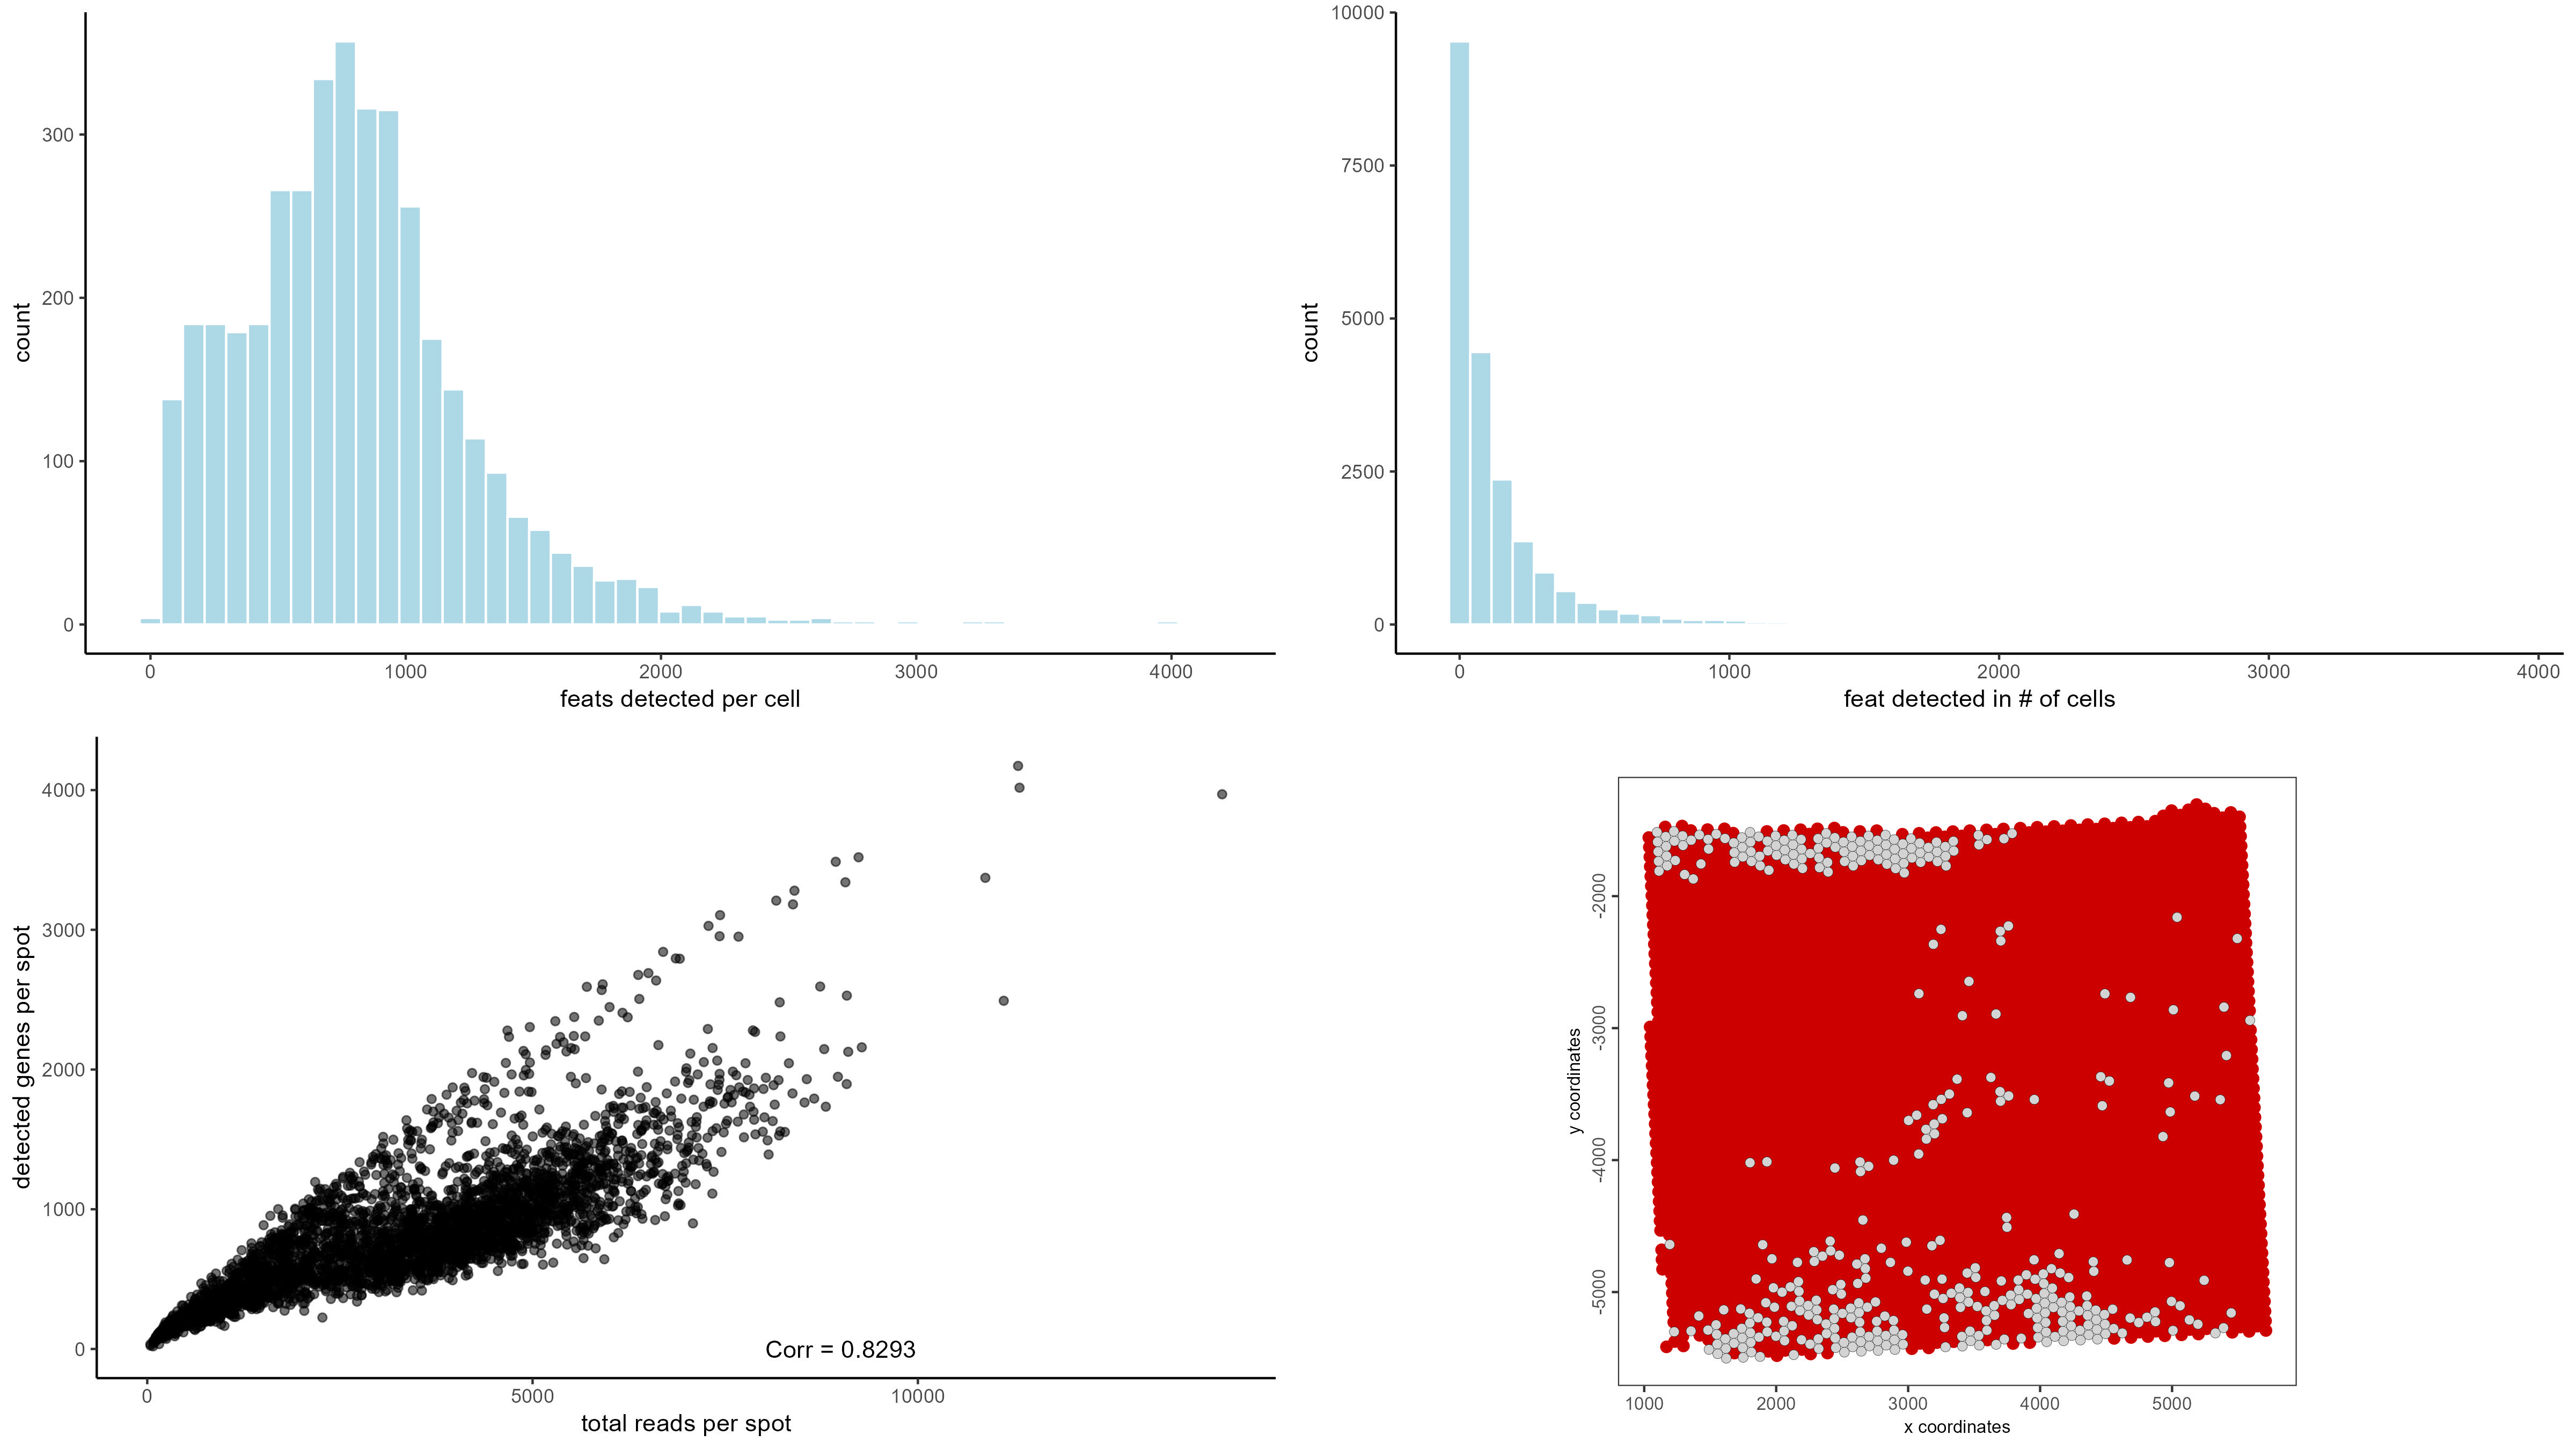 300
200
100
0
count
0 1000 2000 3000 4000
feats detected per cell
10000
7500
5000
2500
0
count
0 1000 2000 3000 4000
feat detected in # of cells
4000
3000
2000
1000
0
detected genes per spot
Corr = 0.8293
0 5000 10000
total reads per spot
-2000
-3000
-4000
-5000
y coordinates
1000 2000 3000 4000 5000
x coordinates